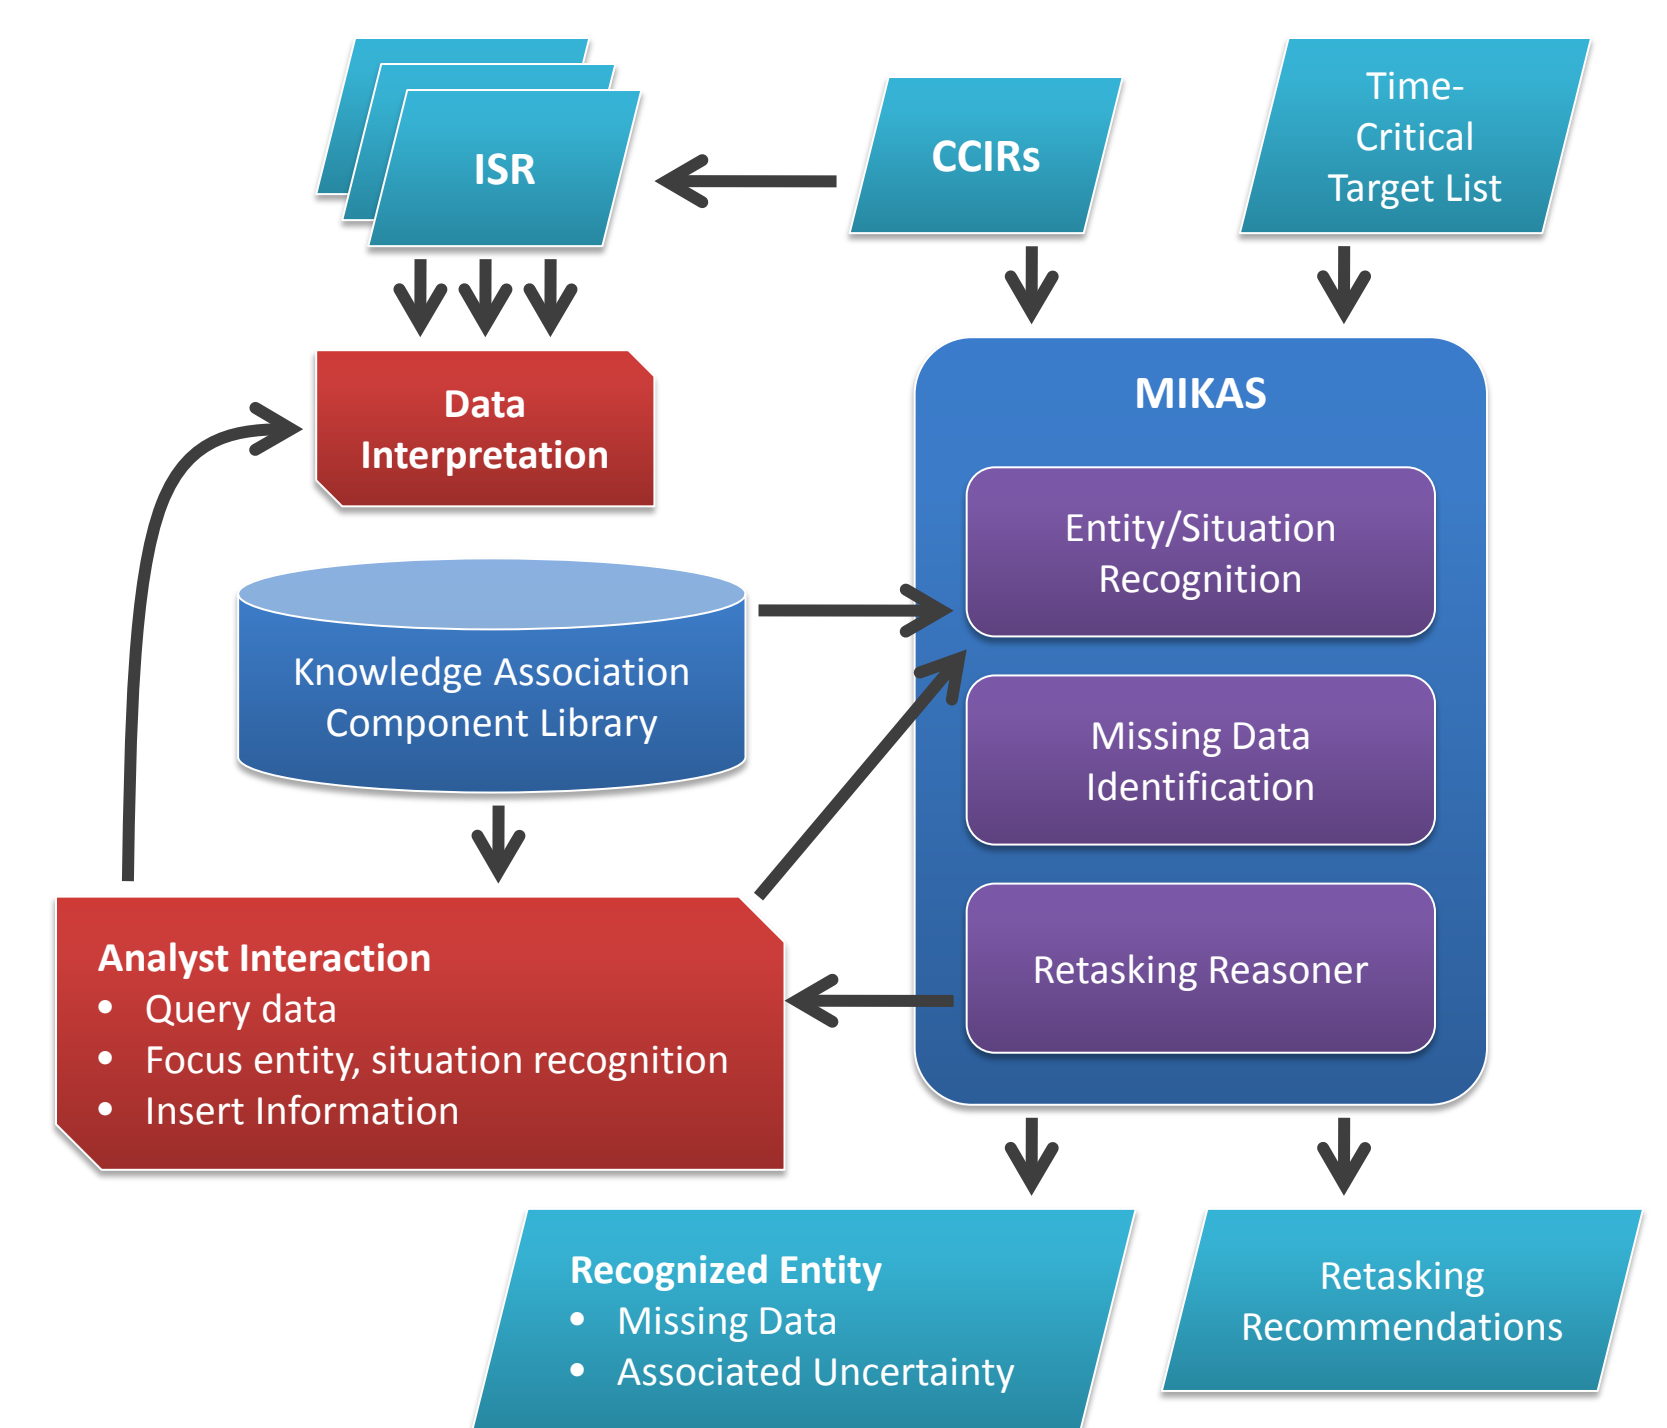 ISR
CCIRs
Time-
Critical
Target List
Data
Interpretation
MIKAS
Entity/Situation
Recognition
Knowledge Association
Component Library
Missing Data
Identification
Analyst Interaction
• Query data
• Focus entity, situation recognition
• Insert Information
Retasking Reasoner
Recognized Entity
• Missing Data
• Associated Uncertainty
Retasking
Recommendations